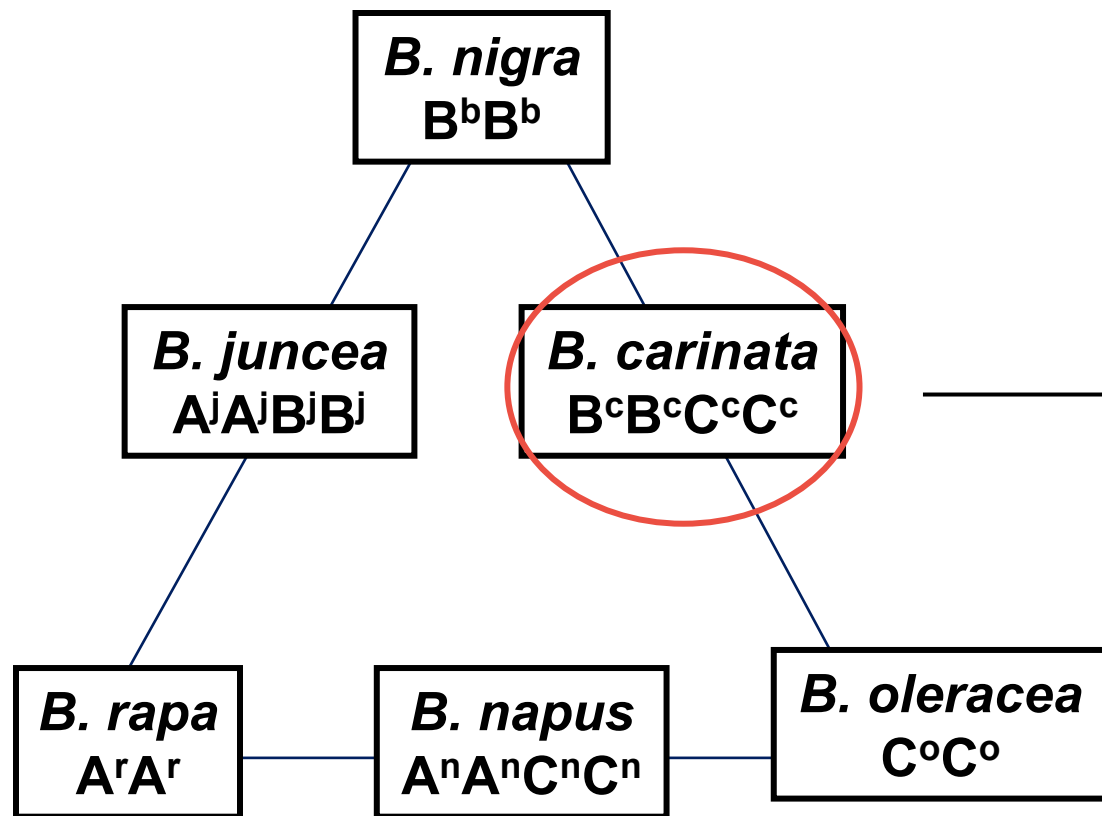 B. nigra
BᵇBᵇ
B. juncea
AʲAʲBʲBʲ
B. carinata
BᶜBᶜCᶜCᶜ
B. rapa
AʳAʳ
B. napus
AⁿAⁿCⁿCⁿ
B. oleracea
CᵒCᵒ